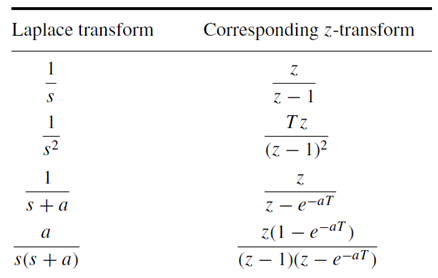 Laplace transform Corresponding z-transform
1/s z/(z − 1)
1/s² Tz/(z − 1)²
1/(s + a) z/(z − e^{−aT})
a/(s(s + a)) z(1 − e^{−aT})/((z − 1)(z − e^{−aT}))